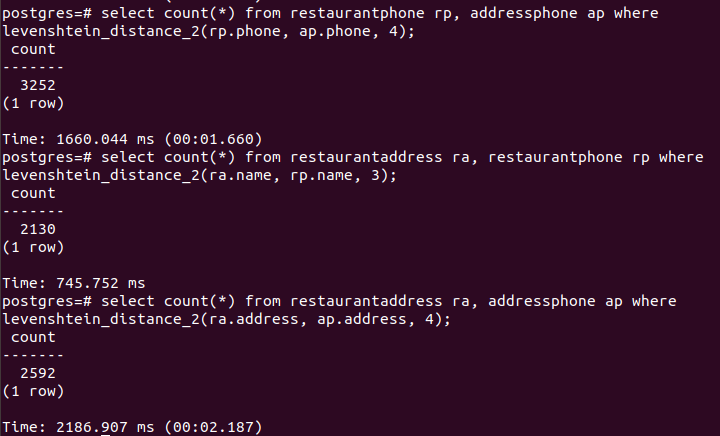 postgres=# select count(*) from restaurantphone rp, addressphone ap where
levenshtein_distance_2(rp.phone, ap.phone, 4);
 count
-------
  3252
(1 row)

Time: 1660.044 ms (00:01.660)
postgres=# select count(*) from restaurantaddress ra, restaurantphone rp where
levenshtein_distance_2(ra.name, rp.name, 3);
 count
-------
  2130
(1 row)

Time: 745.752 ms
postgres=# select count(*) from restaurantaddress ra, addressphone ap where
levenshtein_distance_2(ra.address, ap.address, 4);
 count
-------
  2592
(1 row)

Time: 2186.907 ms (00:02.187)